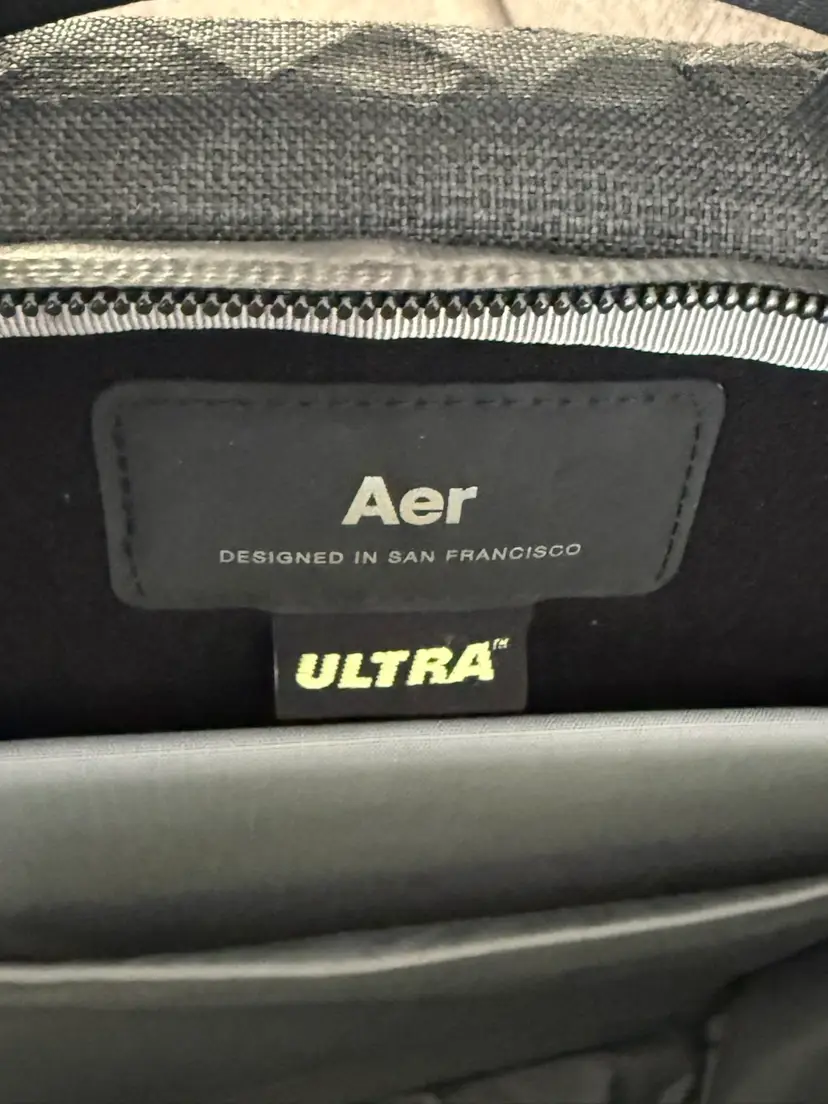 Aer
DESIGNED IN SAN FRANCISCO
ULTRA™